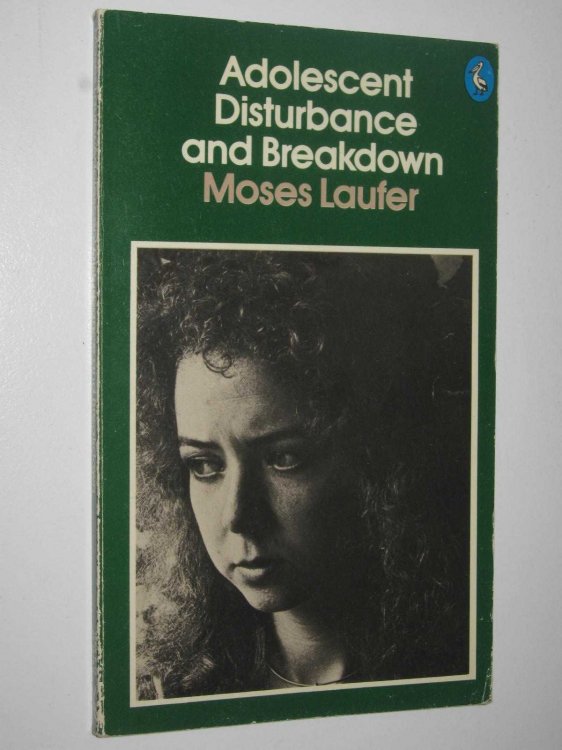 Adolescent
Disturbance
and Breakdown
Moses Laufer